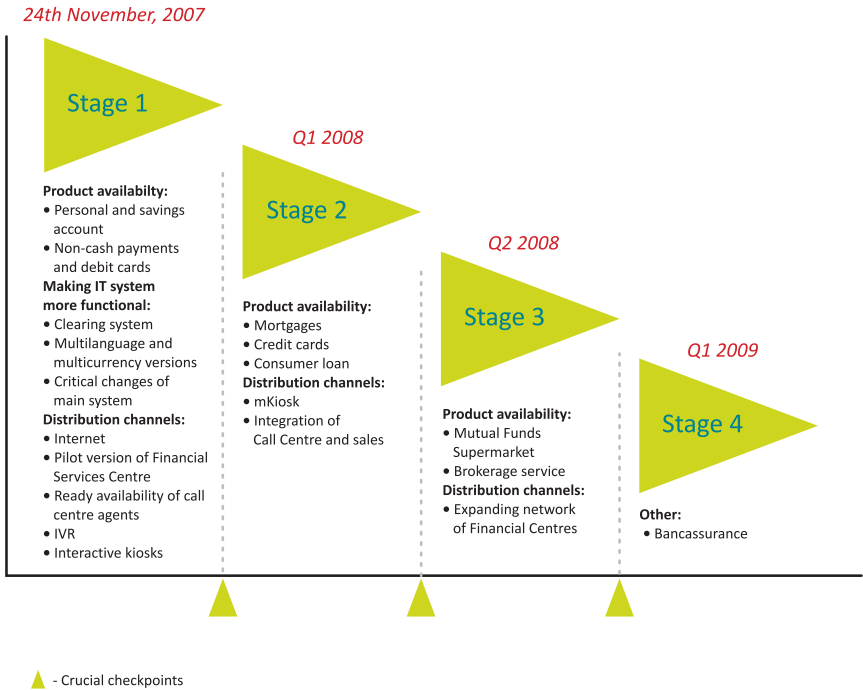 24th November, 2007
Stage 1
Product availabilty:
• Personal and savings
account
• Non-cash payments
and debit cards
Making IT system
more functional:
• Clearing system
• Multilanguage and
multicurrency versions
• Critical changes of
main system
Distribution channels:
• Internet
• Pilot version of Financial
Services Centre
• Ready availability of call
centre agents
• IVR
• Interactive kiosks
Q1 2008
Stage 2
Product availability:
• Mortgages
• Credit cards
• Consumer loan
Distribution channels:
• mKiosk
• Integration of
Call Centre and sales
Q2 2008
Stage 3
Product availability:
• Mutual Funds
Supermarket
• Brokerage service
Distribution channels:
• Expanding network
of Financial Centres
Q1 2009
Stage 4
Other:
• Bancassurance
- Crucial checkpoints